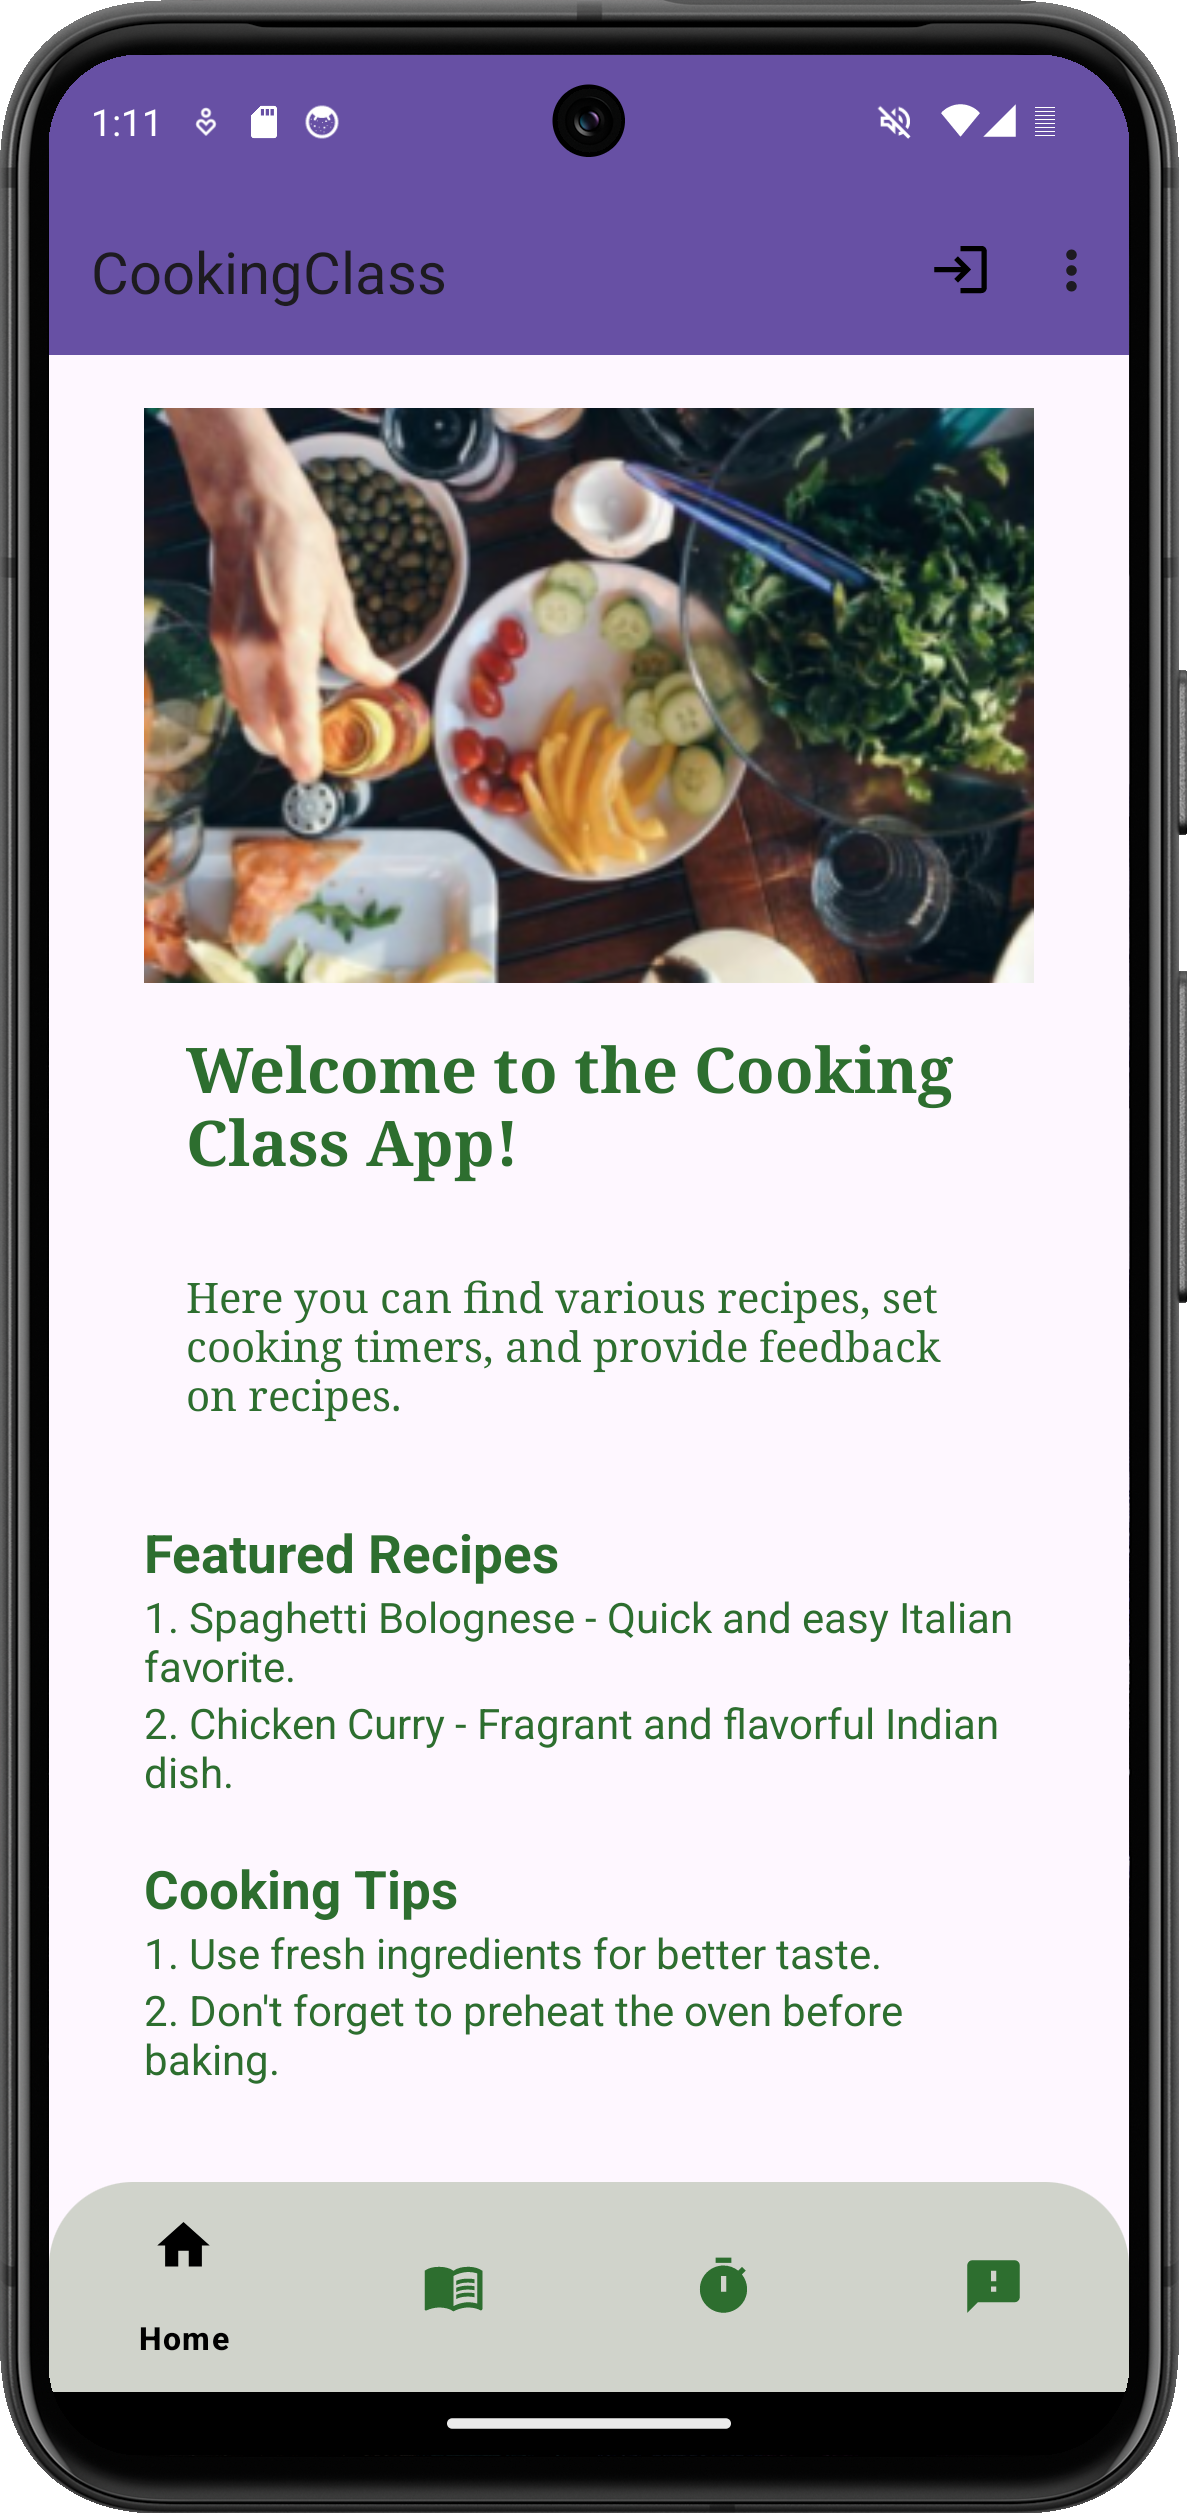 1:11
CookingClass
Welcome to the Cooking
Class App!
Here you can find various recipes, set
cooking timers, and provide feedback
on recipes.
Featured Recipes
1. Spaghetti Bolognese - Quick and easy Italian
favorite.
2. Chicken Curry - Fragrant and flavorful Indian
dish.
Cooking Tips
1. Use fresh ingredients for better taste.
2. Don't forget to preheat the oven before
baking.
Home